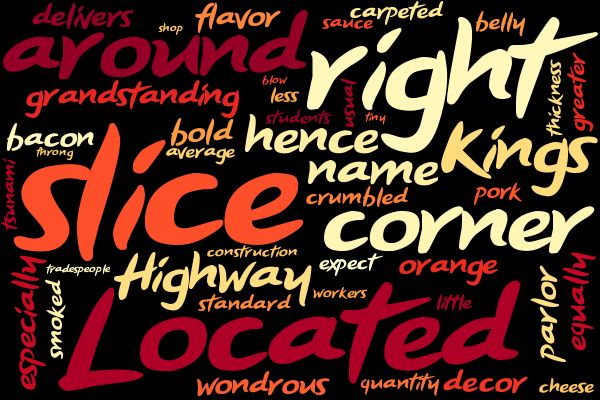 delivers
shop
flavor
sauce
carpeted
belly
around
right
grandstanding
blow
less
usual
students
tiny
thickness
greater
bacon
throng
bold
average
hence
name
Kings
tsunami
slice
crumbled
pork
corner
especially
smoked
tradespeople
Highway
construction
expect
orange
standard
workers
little
parlor
equally
Located
wondrous
quantity
decor
cheese